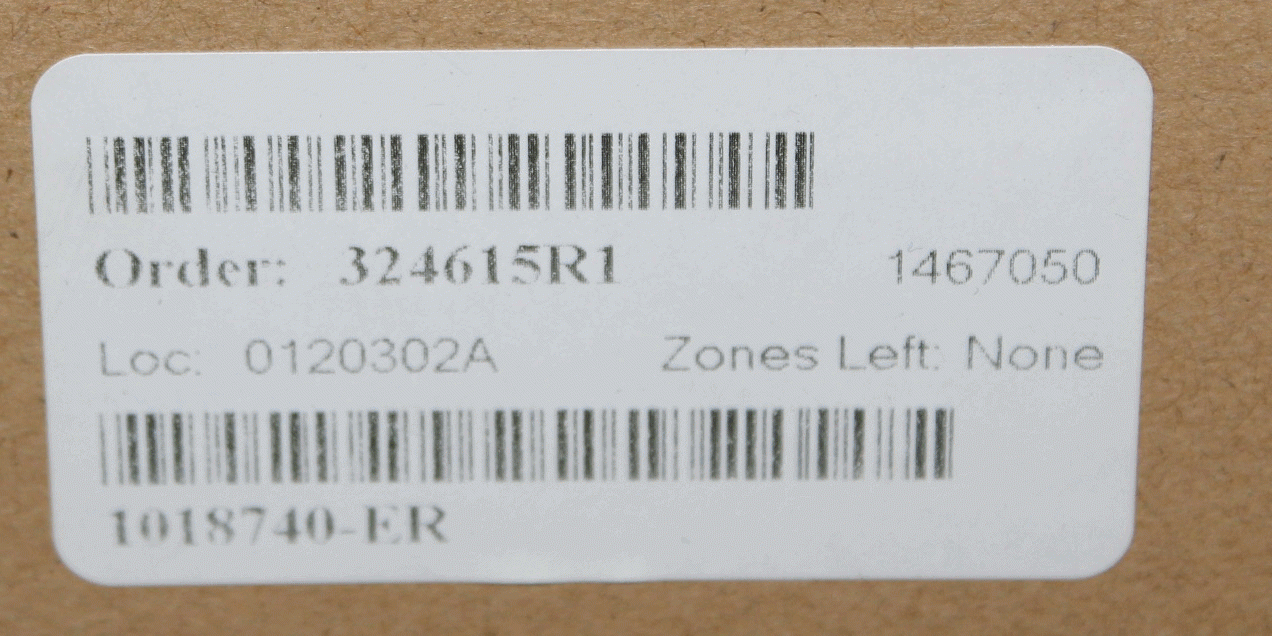 Order: 324615R1 1467050
Loc: 0120302A Zones Left: None
1018740-ER